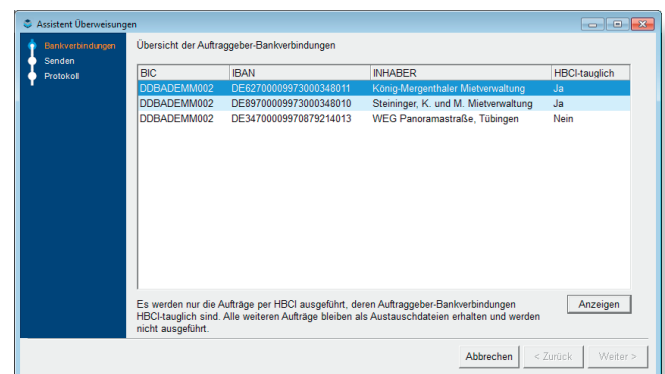 Assistent Überweisungen
Bankverbindungen
Senden
Protokoll
Übersicht der Auftraggeber-Bankverbindungen
BIC IBAN INHABER HBCI-tauglich
DDBADEMM002 DE62700009973000348011 König-Mergenthaler Mietverwaltung Ja
DDBADEMM002 DE89700009973000348010 Steininger, K. und M. Mietverwaltung Ja
DDBADEMM002 DE34700009970879214013 WEG Panoramastraße, Tübingen Nein
Es werden nur die Aufträge per HBCI ausgeführt, deren Auftraggeber-Bankverbindungen
HBCI-tauglich sind. Alle weiteren Aufträge bleiben als Austauschdateien erhalten und werden
nicht ausgeführt.
Anzeigen
Abbrechen < Zurück Weiter >